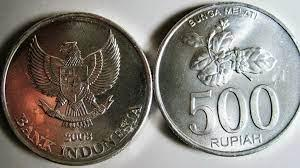 2003
BANK INDONESIA
BUNGA MELATI
500
RUPIAH